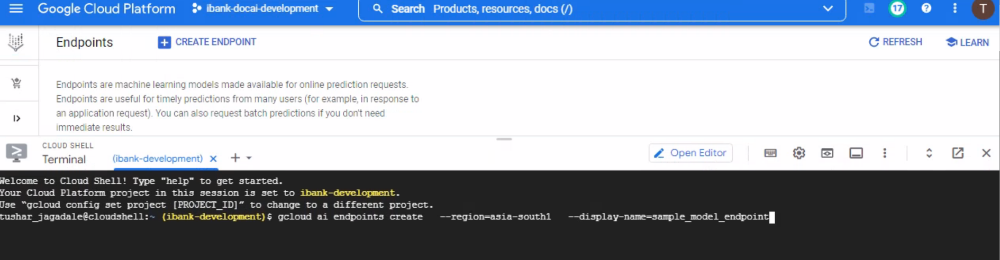 Google Cloud Platform ibank-docai-development Search Products, resources, docs (/) 17 ? T
Endpoints CREATE ENDPOINT REFRESH LEARN
Endpoints are machine learning models made available for online prediction requests.
Endpoints are useful for timely predictions from many users (for example, in response to
an application request). You can also request batch predictions if you don't need
immediate results.
CLOUD SHELL
Terminal (ibank-development) Open Editor
Welcome to Cloud Shell! Type "help" to get started.
Your Cloud Platform project in this session is set to ibank-development.
Use “gcloud config set project [PROJECT_ID]” to change to a different project.
tushar_jagadale@cloudshell:~ (ibank-development)$ gcloud ai endpoints create   --region=asia-south1   --display-name=sample_model_endpoint